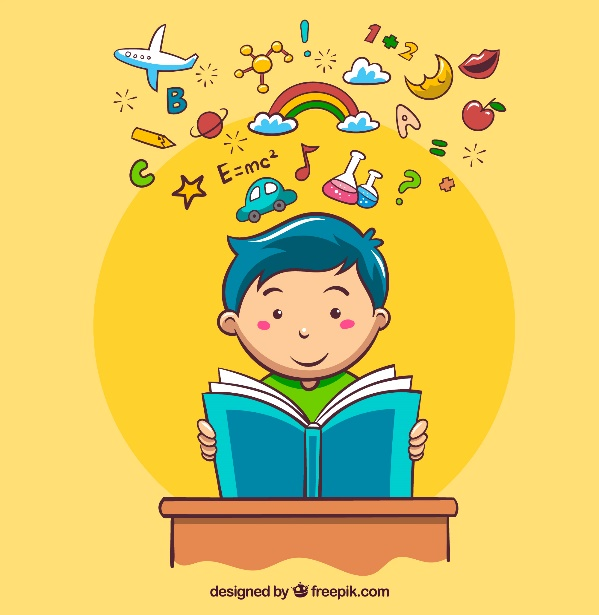 !
1+2
B
A
=
E=mc²
C
?
+
designed by freepik.com